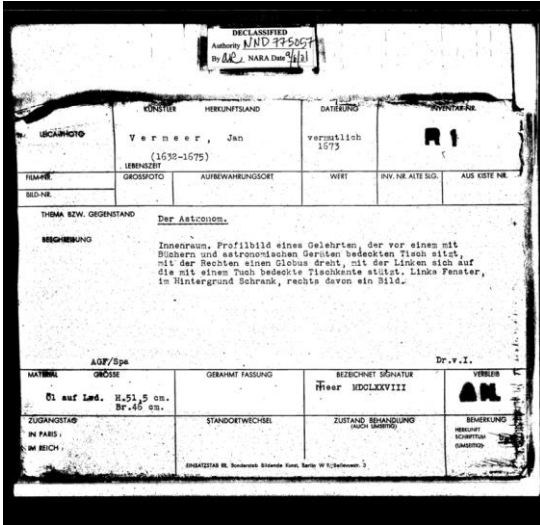 DECLASSIFIED
Authority NND 775057
By NARA Date
KÜNSTLER HERKUNFTSLAND DATIERUNG INVENTAR-NR.
LEICA-PHOTO
Vermeer, Jan vermutlich R 1
1673
(1632-1675)
LEBENSZEIT
FILM-NR. GROSSFOTO AUFBEWAHRUNGSORT WERT INV. NR. ALTE SLG. AUS KISTE NR.
BILD-NR.
THEMA BZW. GEGENSTAND Der Astronom.
BESCHREIBUNG
Innenraum. Profilbild eines Gelehrten, der vor einem mit
Büchern und astronomischen Geräten bedeckten Tisch sitzt,
mit der Rechten einen Globus dreht, mit der Linken sich auf
die mit einem Tuch bedeckte Tischkante stützt. Links Fenster,
im Hintergrund Schrank, rechts davon ein Bild.
AGF/Spa Dr.v.I.
MATERIAL GRÖSSE GERAHMT FASSUNG BEZEICHNET SIGNATUR VERBLEIB
Meer MDCLXXVIII
Öl auf Lwd. H.51,5 cm.
Br.46 cm.
ZUGANGSTAG STANDORTWECHSEL ZUSTAND BEHANDLUNG BEMERKUNG
(AUCH UMSEITIG)
IN PARIS: HERKUNFT
SCHRIFTTUM
IM REICH: (UMSEITIG)
EINSATZSTAB RR, Sonderstab Bildende Kunst, Berlin W 9, Bellevuestr. 3